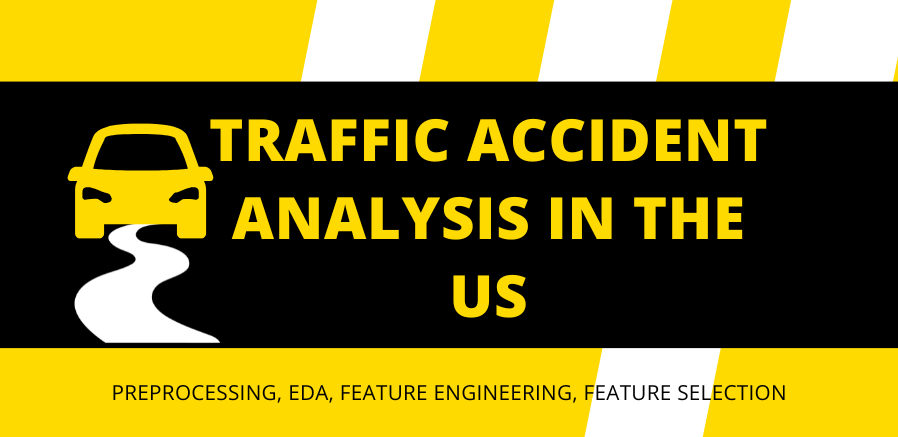 TRAFFIC ACCIDENT
ANALYSIS IN THE
US
PREPROCESSING, EDA, FEATURE ENGINEERING, FEATURE SELECTION